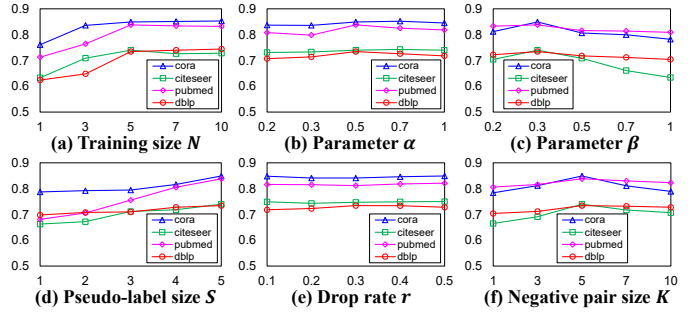 0.9
0.8
0.7
0.6
0.5
cora
citeseer
pubmed
dblp
1 3 5 7 10
(a) Training size N
0.9
0.8
0.7
0.6
0.5
cora
citeseer
pubmed
dblp
0.2 0.3 0.5 0.7 1
(b) Parameter α
0.9
0.8
0.7
0.6
0.5
cora
citeseer
pubmed
dblp
0.2 0.3 0.5 0.7 1
(c) Parameter β
0.9
0.8
0.7
0.6
0.5
cora
citeseer
pubmed
dblp
1 2 3 4 5
(d) Pseudo-label size S
0.9
0.8
0.7
0.6
0.5
cora
citeseer
pubmed
dblp
0.1 0.2 0.3 0.4 0.5
(e) Drop rate r
0.9
0.8
0.7
0.6
0.5
cora
citeseer
pubmed
dblp
1 3 5 7 10
(f) Negative pair size K